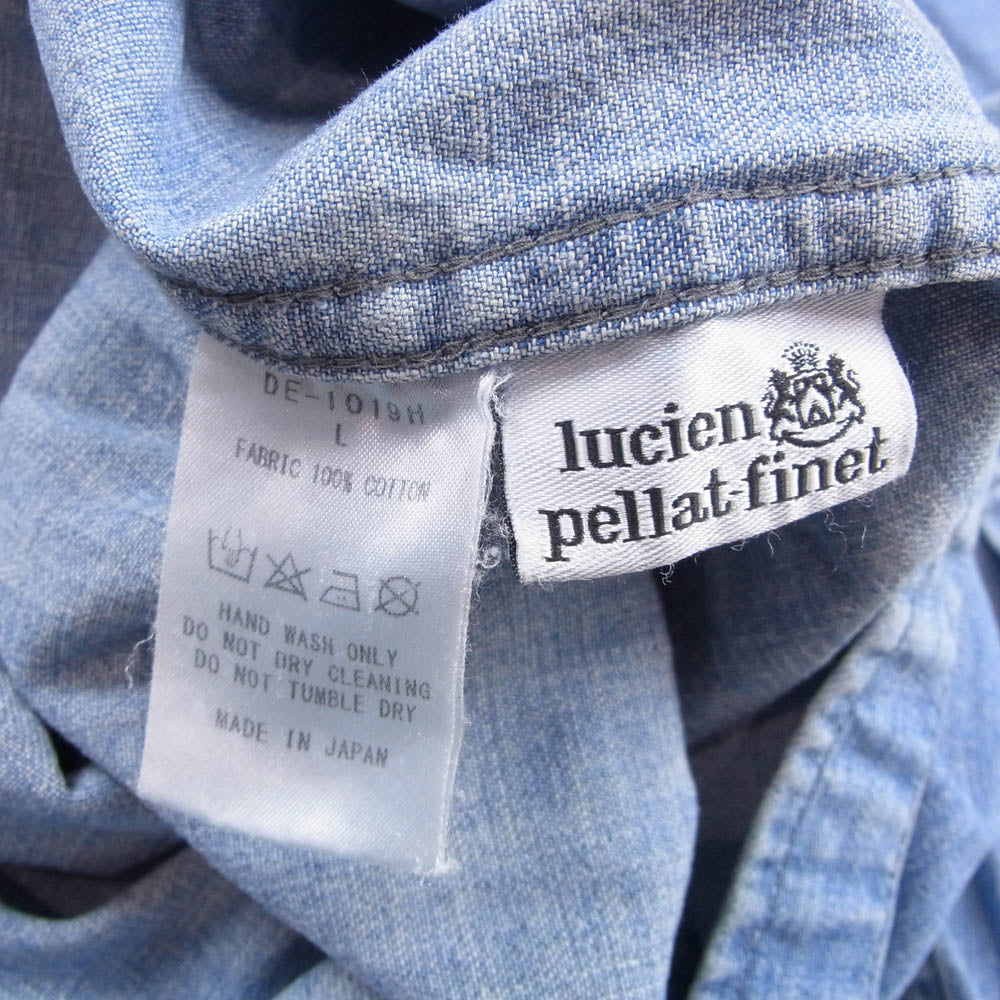 DE-1019H
L
FABRIC 100% COTTON
HAND WASH ONLY
DO NOT DRY CLEANING
DO NOT TUMBLE DRY
MADE IN JAPAN
lucien
pellat-finet